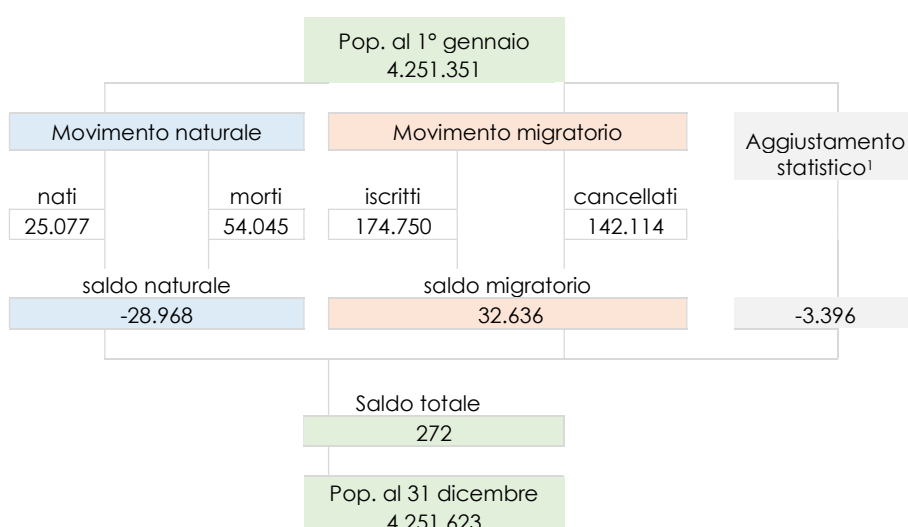 Pop. al 1° gennaio
4.251.351
Movimento naturale
Movimento migratorio
Aggiustamento
statistico¹
nati
morti
iscritti
cancellati
25.077
54.045
174.750
142.114
saldo naturale
saldo migratorio
-28.968
32.636
-3.396
Saldo totale
272
Pop. al 31 dicembre
4.251.623